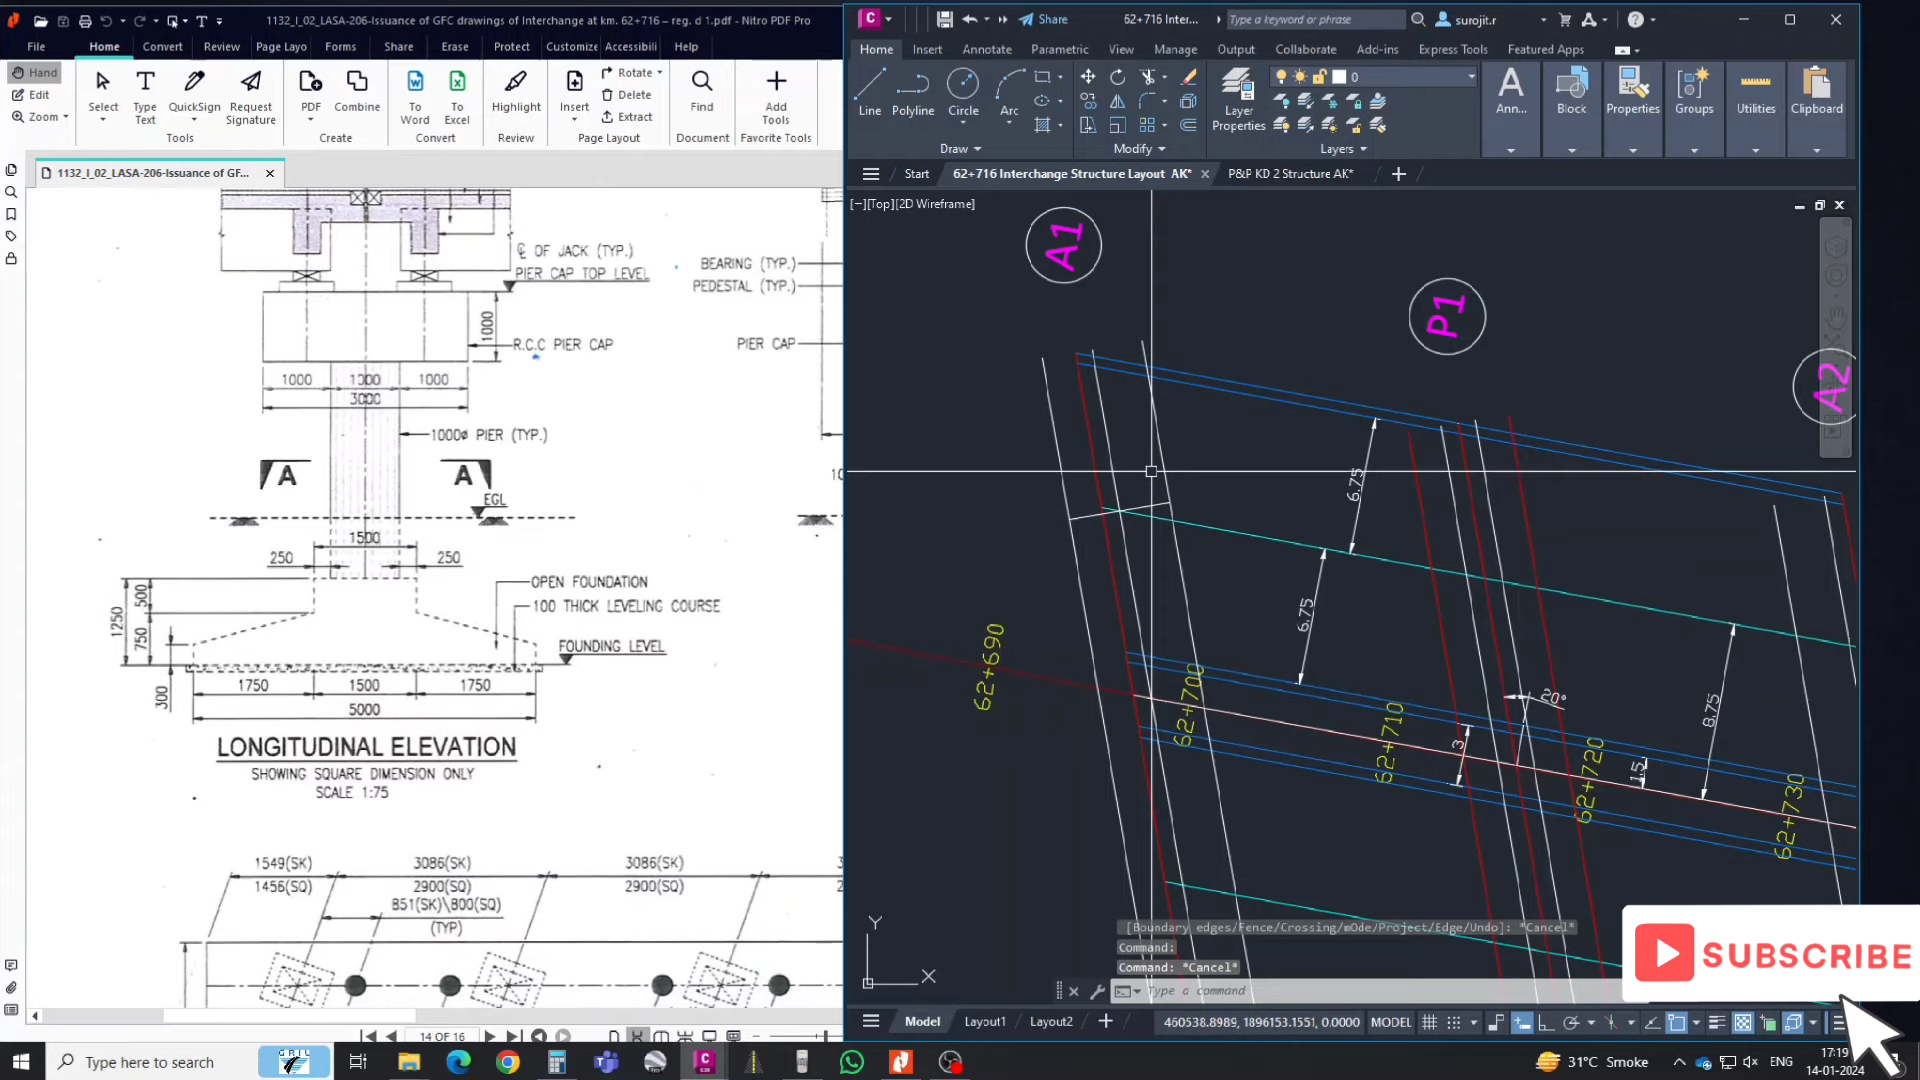 1132_I_02_LASA-206-Issuance of GFC drawings of Interchange at km. 62+716 – reg. d 1.pdf - Nitro PDF Pro
File Home Convert Review Page Layo Forms Share Erase Protect Customize Accessibili Help
Hand
Edit
Zoom
Select
Type Text
QuickSign
Request Signature
PDF
Combine
To Word
To Excel
Highlight
Insert
Rotate
Delete
Extract
Find
Add Tools
Tools Create Convert Review Page Layout Document Favorite Tools
1132_I_02_LASA-206-Issuance of GF...
℄ OF JACK (TYP.)
PIER CAP TOP LEVEL
BEARING (TYP.)
PEDESTAL (TYP.)
1000
R.C.C PIER CAP
PIER CAP
1000 1000 1000
3000
1000ø PIER (TYP.)
A A
EGL
1500
250 250
OPEN FOUNDATION
100 THICK LEVELING COURSE
500
1250
750
FOUNDING LEVEL
300
1750 1500 1750
5000
LONGITUDINAL ELEVATION
SHOWING SQUARE DIMENSION ONLY
SCALE 1:75
1549(SK) 3086(SK) 3086(SK)
1456(SQ) 2900(SQ) 2900(SQ)
851(SK)\800(SQ)
(TYP)
14 OF 16
C Share 62+716 Inter... Type a keyword or phrase surojit.r
Home Insert Annotate Parametric View Manage Output Collaborate Add-ins Express Tools Featured Apps
Line Polyline Circle Arc
Layer Properties
0
Ann... Block Properties Groups Utilities Clipboard
Draw Modify Layers
Start 62+716 Interchange Structure Layout AK* P&P KD 2 Structure AK*
[−][Top][2D Wireframe]
A1
P1
A2
6.75
6.75
8.75
20°
3
1.5
62+690
62+700
62+710
62+720
62+730
[Boundary edges/Fence/Crossing/mOde/Project/Edge/Undo]: *Cancel*
Command:
Command: *Cancel*
Type a command
Y
X
Model Layout1 Layout2 460538.8989, 1896153.1551, 0.0000 MODEL
SUBSCRIBE
Type here to search
GRIL
31°C Smoke ENG 17:19
14-01-2024